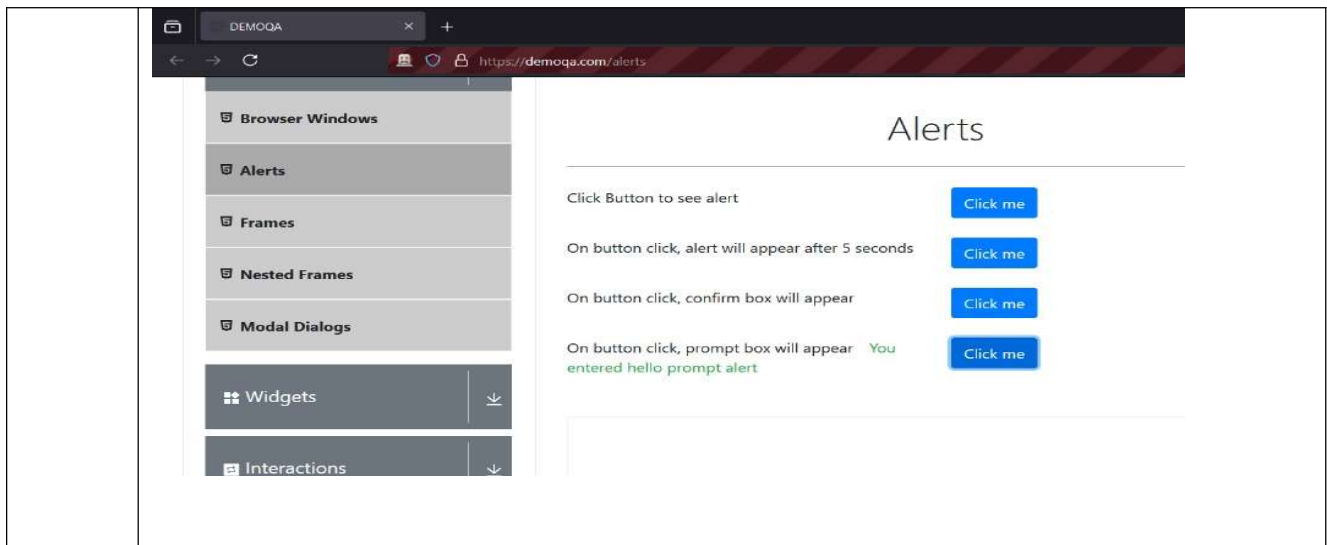 DEMOQA
https://demoqa.com/alerts
Browser Windows
Alerts
Frames
Nested Frames
Modal Dialogs
Widgets
Interactions
Alerts
Click Button to see alert
Click me
On button click, alert will appear after 5 seconds
Click me
On button click, confirm box will appear
Click me
On button click, prompt box will appear You
entered hello prompt alert
Click me